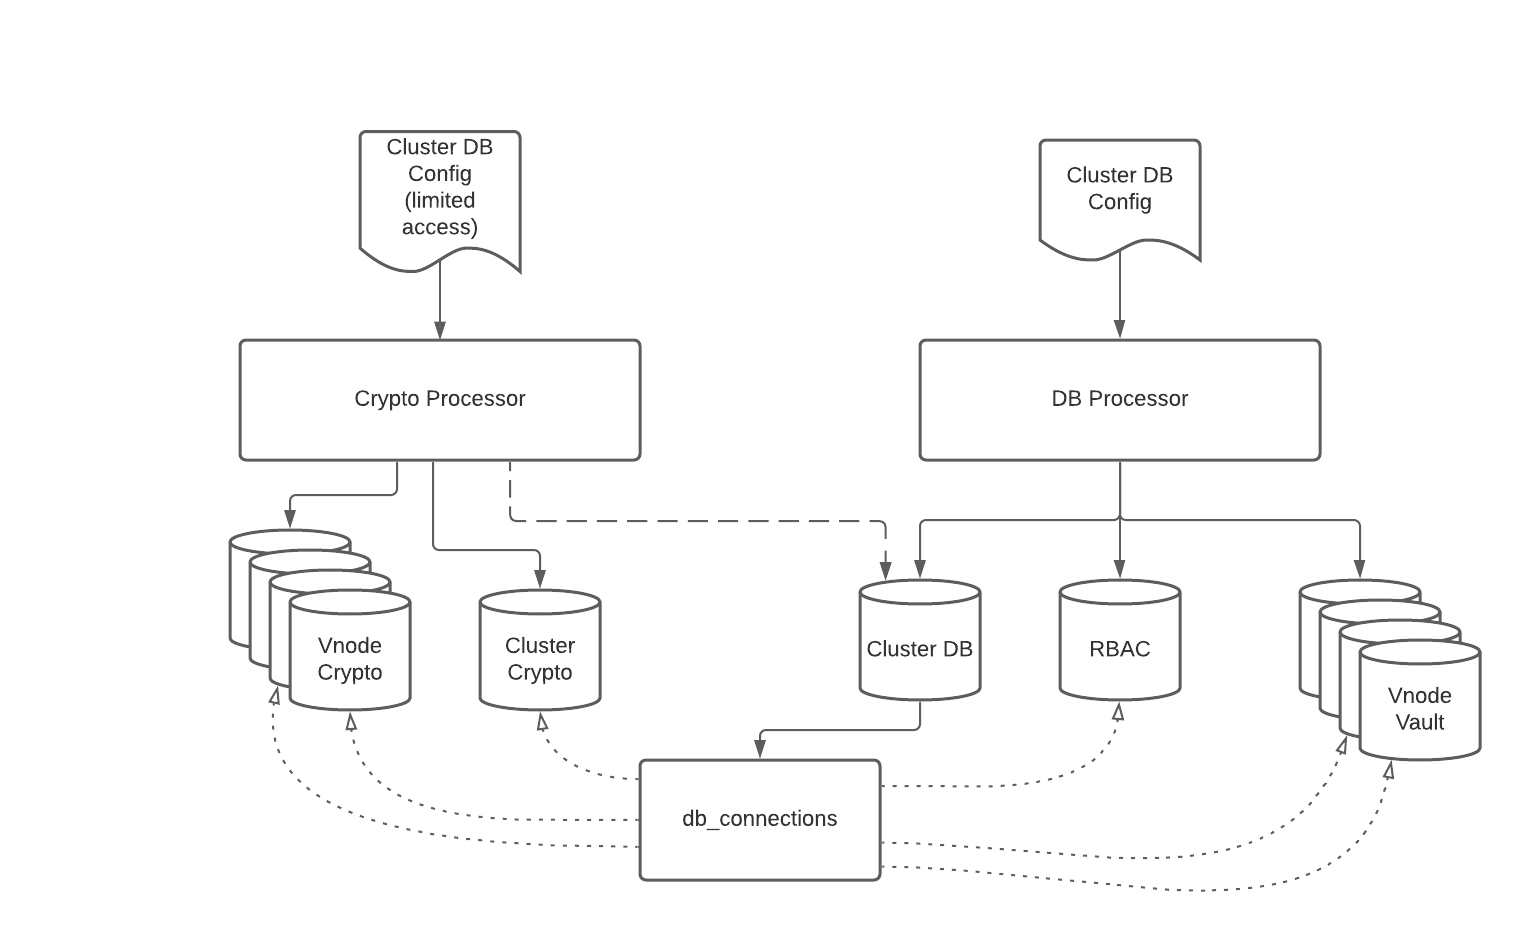 Cluster DB
Config
(limited
access)
Cluster DB
Config
Crypto Processor
DB Processor
Vnode
Crypto
Cluster
Crypto
Cluster DB
RBAC
Vnode
Vault
db_connections